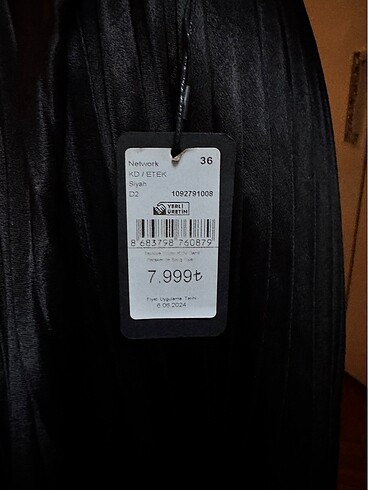 Network 36
KD / ETEK
Siyah
D2 1092791008
YERLİ
ÜRETİM
8 683798 760879
7.999₺
Fiyat Uygulama Tarihi
6.06.2024